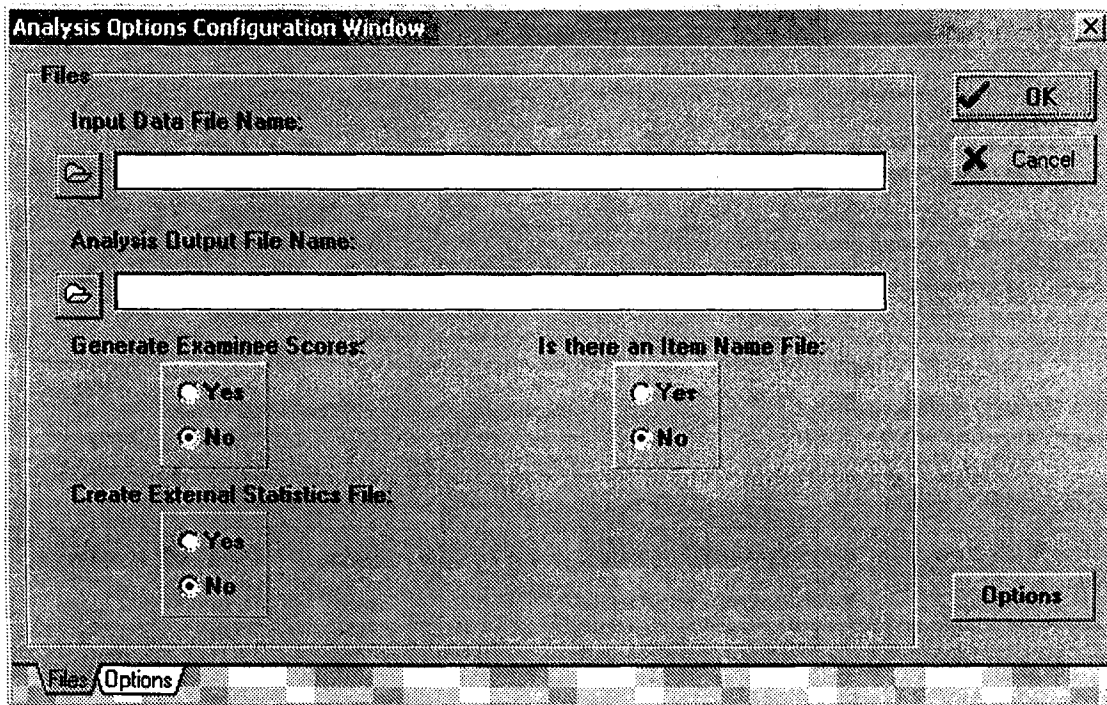 Analysis Options Configuration Window
Files
OK
Input Data File Name:
Cancel
Analysis Output File Name:
Generate Examinee Scores:
Is there an Item Name File:
Yes
Yes
No
No
Create External Statistics File:
Yes
No
Options
Files
Options